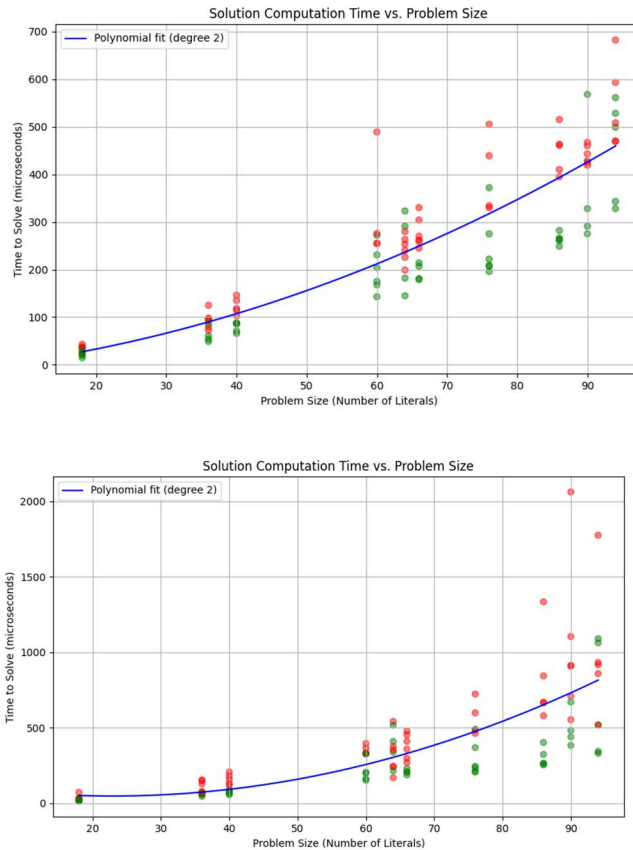 Solution Computation Time vs. Problem Size
Polynomial fit (degree 2)
700
600
500
400
300
200
100
0
Time to Solve (microseconds)
20 30 40 50 60 70 80 90
Problem Size (Number of Literals)
Solution Computation Time vs. Problem Size
Polynomial fit (degree 2)
2000
1500
1000
500
0
Time to Solve (microseconds)
20 30 40 50 60 70 80 90
Problem Size (Number of Literals)